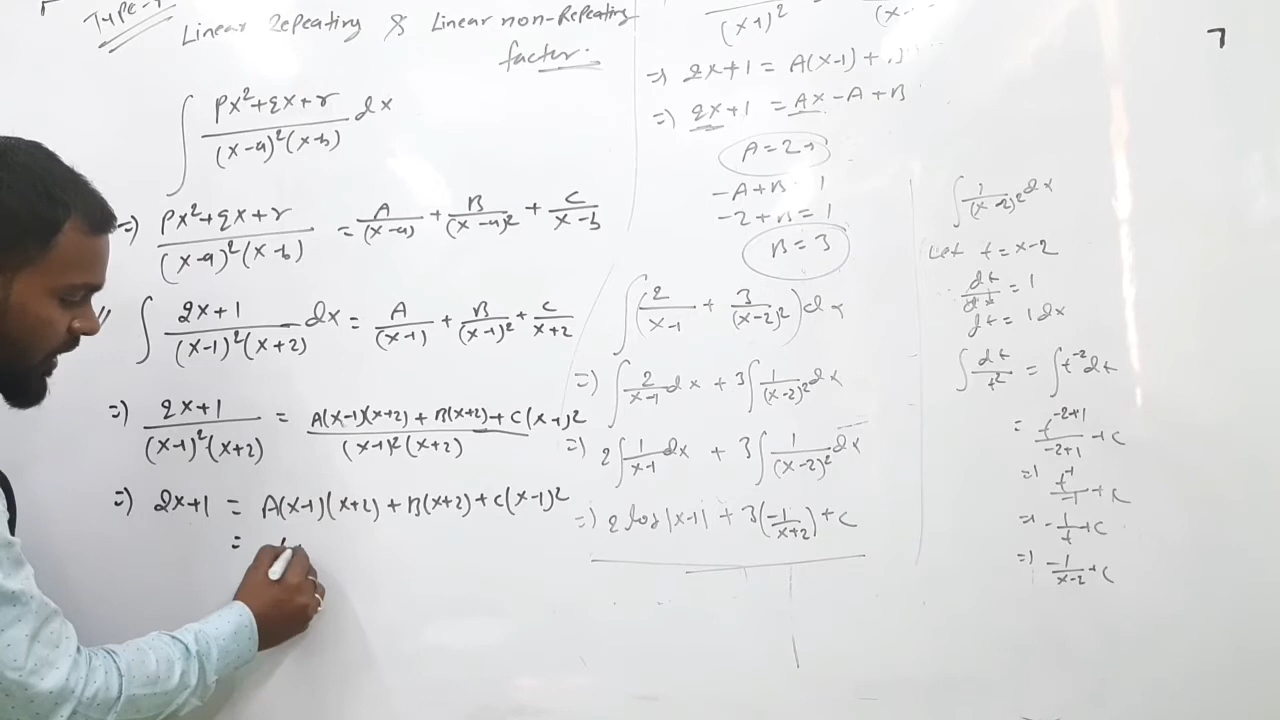 Type-
Linear Repeating & Linear non-Repeating
factor.
∫ px²+qx+r / (x-a)²(x-b) dx
=) px²+qx+r / (x-a)²(x-b) = A/(x-a) + B/(x-a)² + C/x-b
∫ 2x+1 / (x-1)²(x+2) dx = A/(x-1) + B/(x-1)² + C/x+2
=) 2x+1 / (x-1)²(x+2) = A(x-1)(x+2) + B(x+2) + C(x-1)² / (x-1)²(x+2)
=) 2x+1 = A(x-1)(x+2) + B(x+2) + C(x-1)²
=
(x-1)² (x-
=) 2x+1 = A(x-1) +
=) 2x+1 = Ax - A + B
A = 2
-A+B 1
-2+B = 1
B = 3
∫(2/x-1 + 3/(x-2)²)dx
=) ∫2/x-1 dx + 3∫1/(x-2)² dx
=) 2∫1/x-1 dx + 3∫1/(x-2)² dx
=) 2 log|x-1| + 3(-1/x+2) + C
∫ 1/(x-2)² dx
Let t = x-2
dt/dx = 1
dt = 1dx
∫ dt/t² = ∫t⁻²dt
= t⁻²⁺¹/-2+1 + C
=) t⁻¹/-1 + C
=) -1/t + C
=) -1/x-2 + C
7